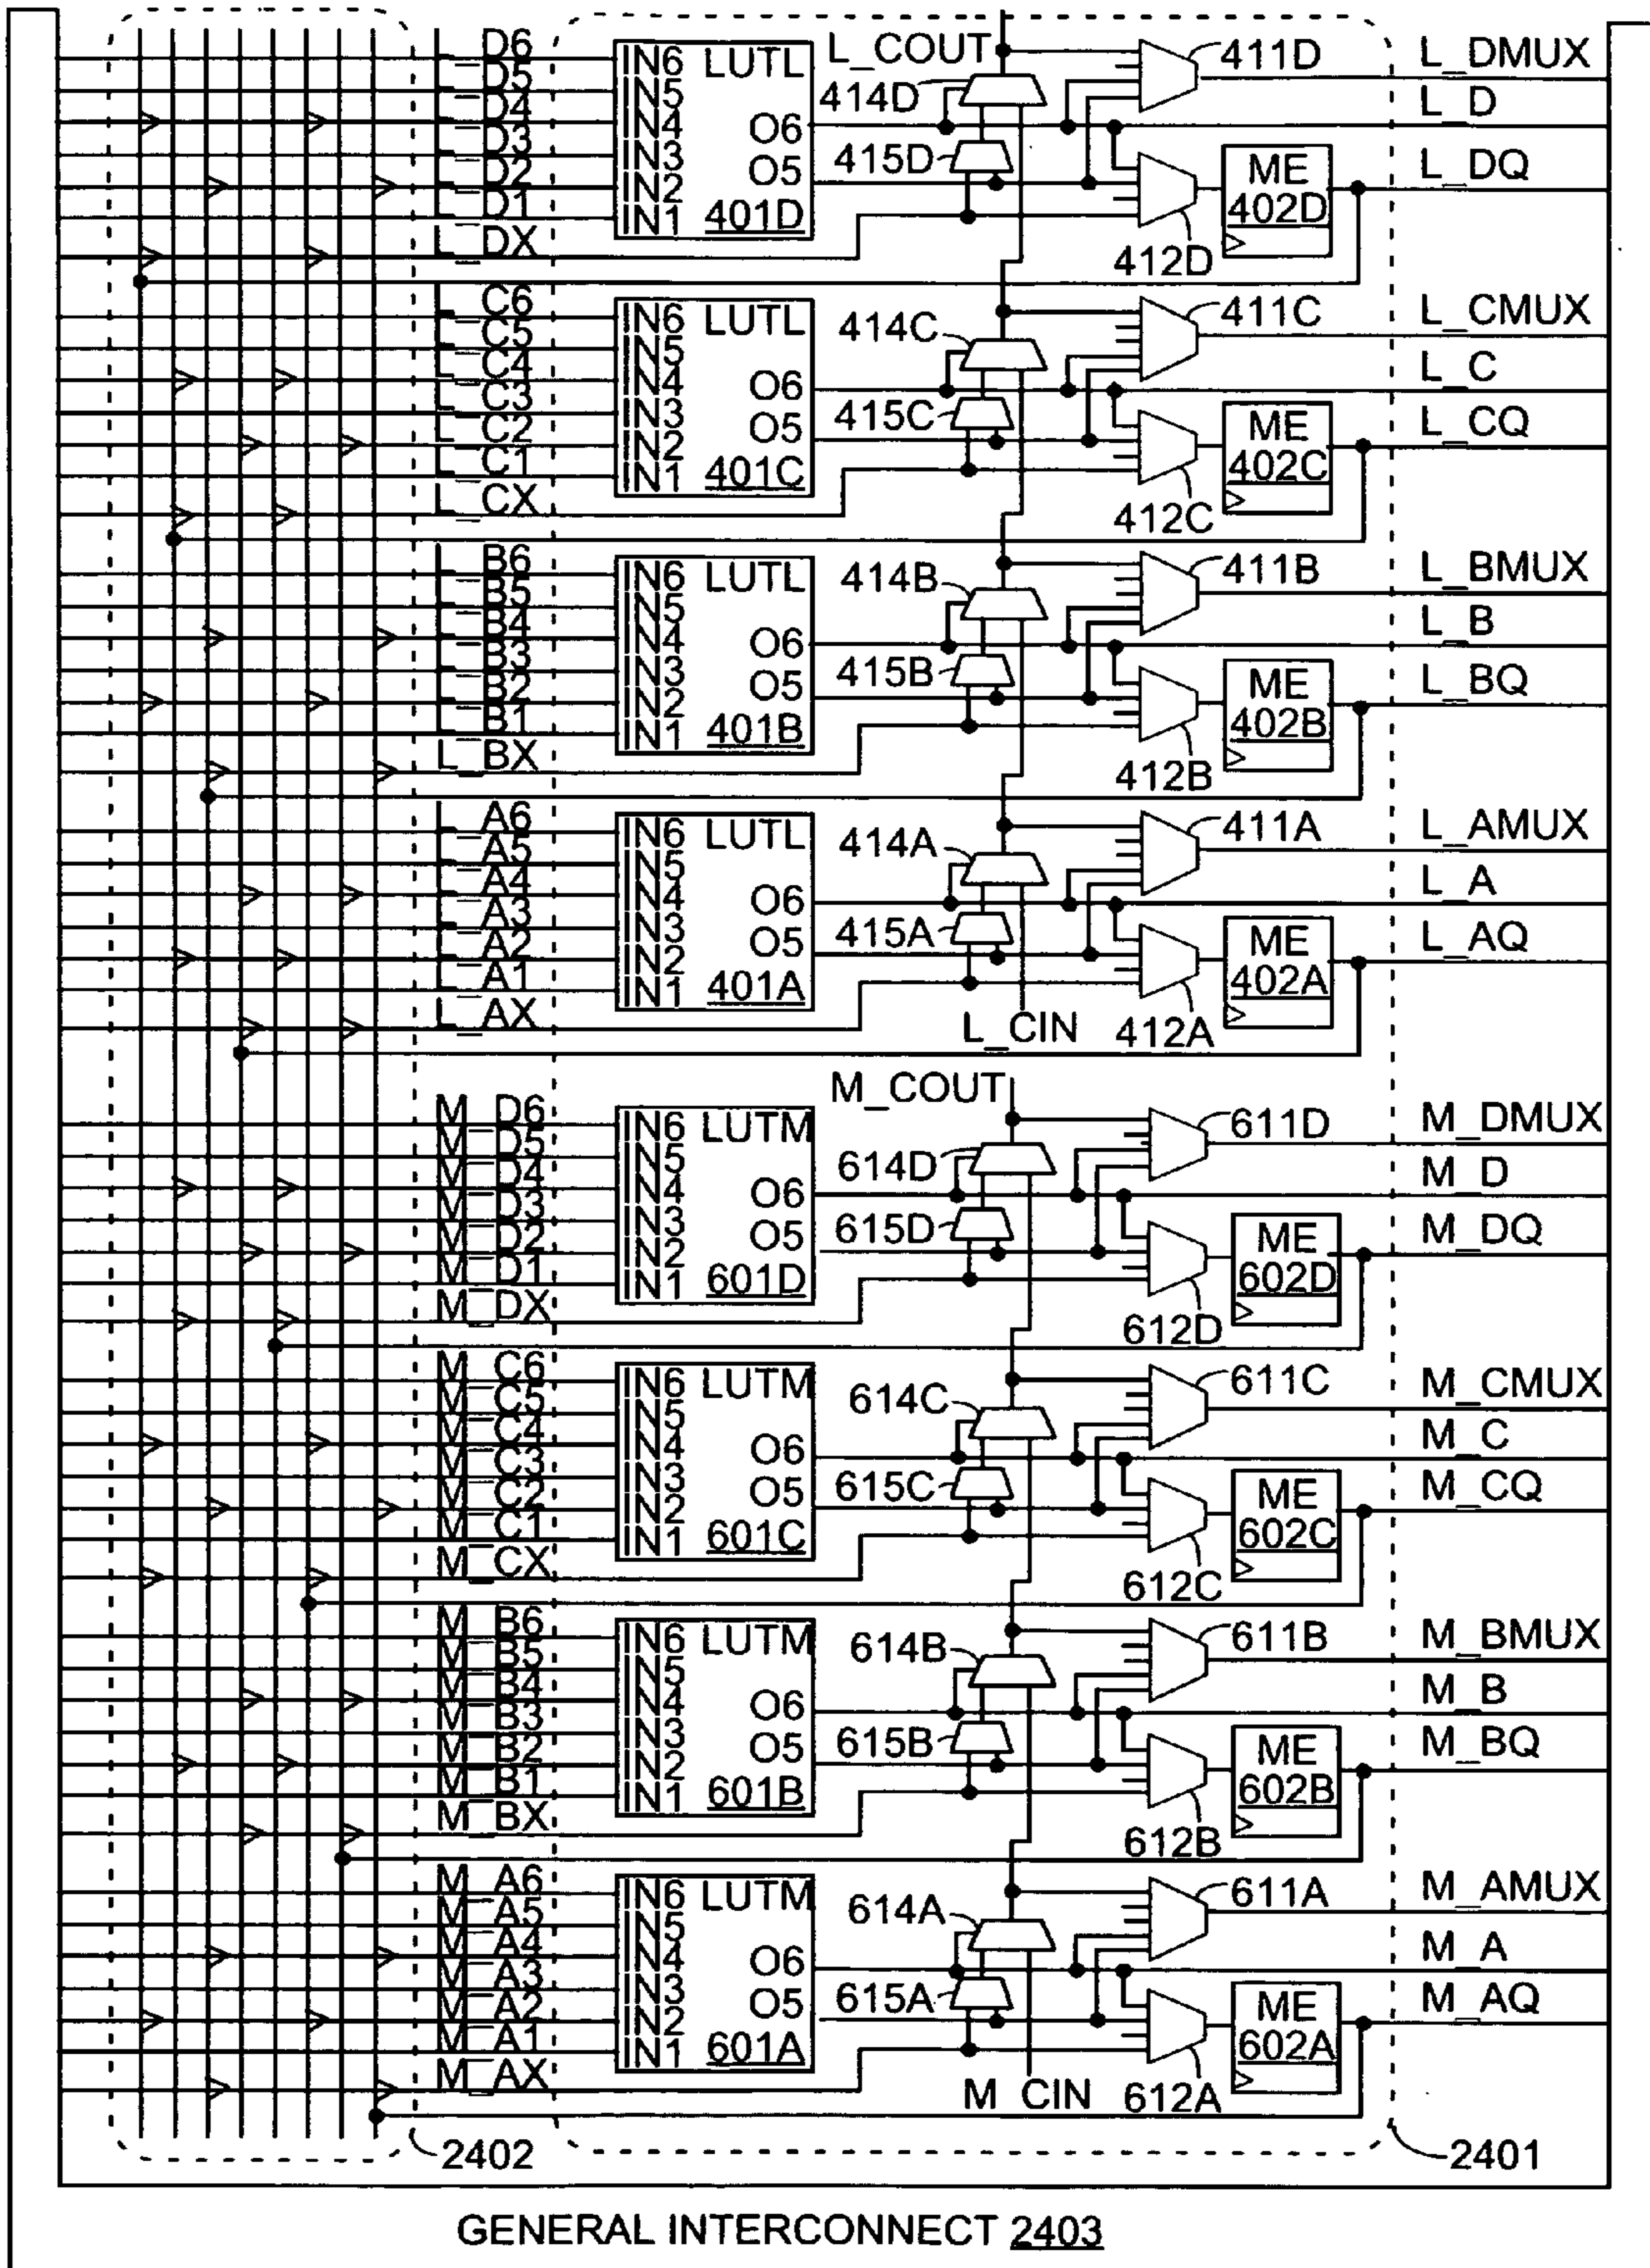 L_D6 IN6 LUTL L_COUT 411D L_DMUX
L_D5 IN5 414D L_D
L_D4 IN4 O6
L_D3 IN3 415D ME L_DQ
L_D2 IN2 O5 402D
L_D1 IN1 401D
L_DX 412D
L_C6 IN6 LUTL 411C L_CMUX
L_C5 IN5 414C L_C
L_C4 IN4 O6
L_C3 IN3 415C ME L_CQ
L_C2 IN2 O5 402C
L_C1 IN1 401C
L_CX 412C
L_B6 IN6 LUTL 414B 411B L_BMUX
L_B5 IN5 L_B
L_B4 IN4 O6
L_B3 IN3 415B ME L_BQ
L_B2 IN2 O5 402B
L_B1 IN1 401B
L_BX 412B
L_A6 IN6 LUTL 414A 411A L_AMUX
L_A5 IN5 L_A
L_A4 IN4 O6
L_A3 IN3 415A ME L_AQ
L_A2 IN2 O5 402A
L_A1 IN1 401A
L_AX L_CIN 412A
M_COUT
M_D6 IN6 LUTM 611D M_DMUX
M_D5 IN5 614D M_D
M_D4 IN4 O6
M_D3 IN3 615D ME M_DQ
M_D2 IN2 O5 602D
M_D1 IN1 601D
M_DX 612D
M_C6 IN6 LUTM 614C 611C M_CMUX
M_C5 IN5 M_C
M_C4 IN4 O6
M_C3 IN3 615C ME M_CQ
M_C2 IN2 O5 602C
M_C1 IN1 601C
M_CX 612C
M_B6 IN6 LUTM 614B 611B M_BMUX
M_B5 IN5 M_B
M_B4 IN4 O6
M_B3 IN3 615B ME M_BQ
M_B2 IN2 O5 602B
M_B1 IN1 601B
M_BX 612B
M_A6 IN6 LUTM 614A 611A M_AMUX
M_A5 IN5 M_A
M_A4 IN4 O6
M_A3 IN3 615A ME M_AQ
M_A2 IN2 O5 602A
M_A1 IN1 601A
M_AX M_CIN 612A
2402 2401
GENERAL INTERCONNECT 2403